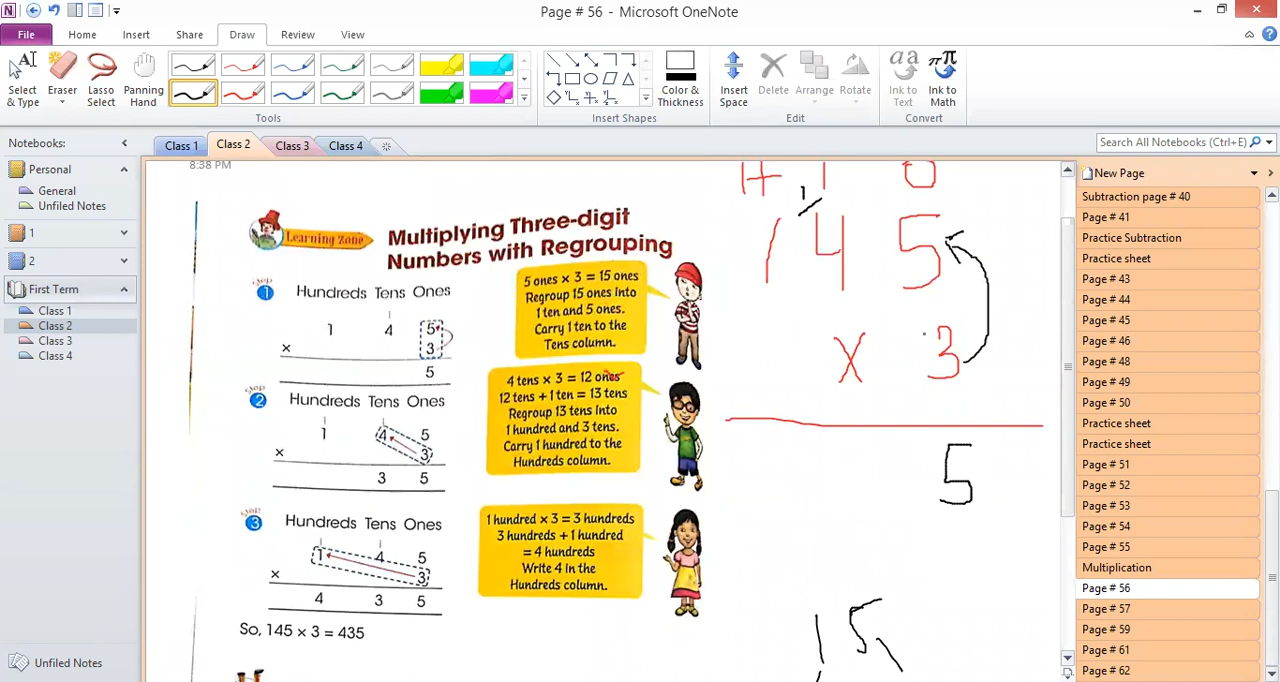 Page # 56 - Microsoft OneNote
File Home Insert Share Draw Review View
Select & Type
Eraser
Lasso Select
Panning Hand
Color & Thickness
Insert Space
Delete
Arrange
Rotate
Ink to Text
Ink to Math
Tools
Insert Shapes
Edit
Convert
Notebooks:
Personal
General
Unfiled Notes
1
2
First Term
Class 1
Class 2
Class 3
Class 4
Unfiled Notes
Class 1 Class 2 Class 3 Class 4
Search All Notebooks (Ctrl+E)
8:38 PM
Learning Zone
Multiplying Three-digit
Numbers with Regrouping
STEP 1
Hundreds Tens Ones
1
1 4 5
× 3
5
5 ones × 3 = 15 ones
Regroup 15 ones into
1 ten and 5 ones.
Carry 1 ten to the
Tens column.
STEP 2
Hundreds Tens Ones
1
1 4 5
× 3
3 5
4 tens × 3 = 12 ones
12 tens + 1 ten = 13 tens
Regroup 13 tens into
1 hundred and 3 tens.
Carry 1 hundred to the
Hundreds column.
STEP 3
Hundreds Tens Ones
1 1
1 4 5
× 3
4 3 5
1 hundred × 3 = 3 hundreds
3 hundreds + 1 hundred
= 4 hundreds
Write 4 in the
Hundreds column.
So, 145 × 3 = 435
H T O
1
1 4 5
X 3
5
15
New Page
Subtraction page # 40
Page # 41
Practice Subtraction
Practice sheet
Page # 43
Page # 44
Page # 45
Page # 46
Page # 48
Page # 49
Page # 50
Practice sheet
Practice sheet
Page # 51
Page # 52
Page # 53
Page # 54
Page # 55
Multiplication
Page # 56
Page # 57
Page # 59
Page # 61
Page # 62